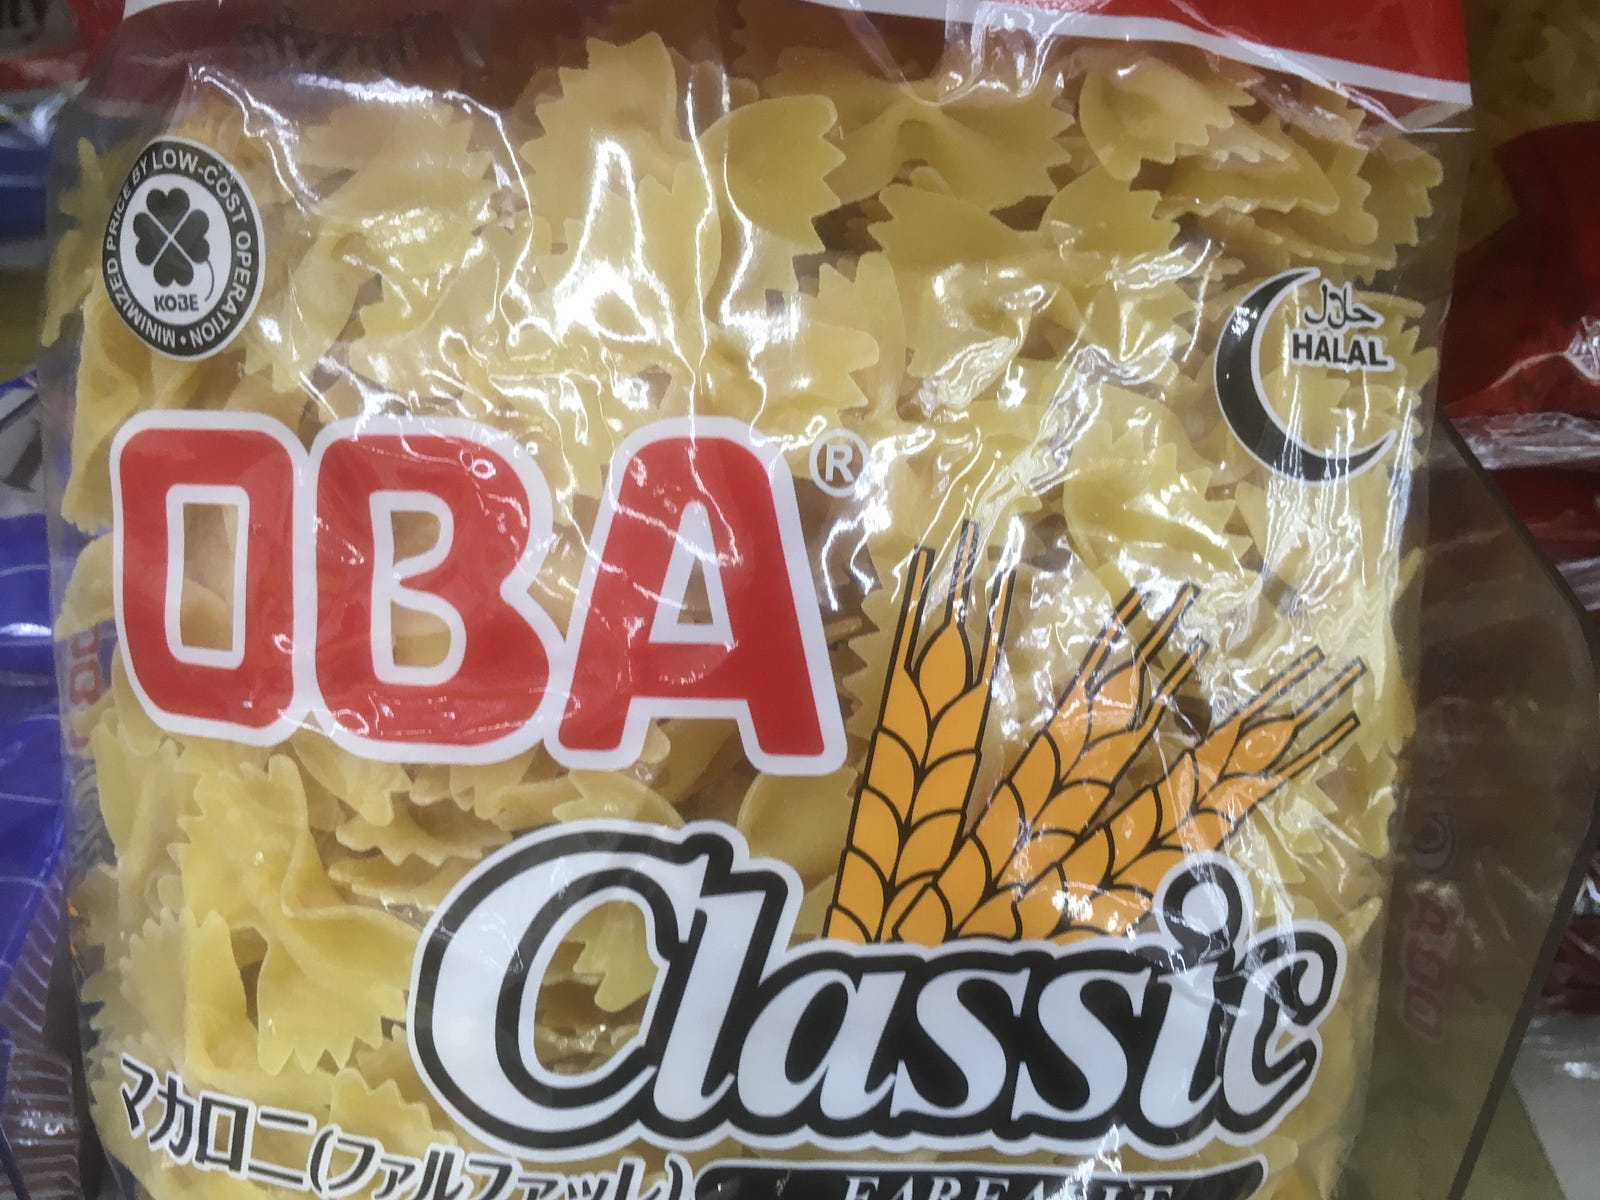 MINIMIZED PRICE BY LOW-COST OPERATION
KOBE
حلال
HALAL
OBA®
Classic
マカロニ(ファルファッレ)
FARFALLE